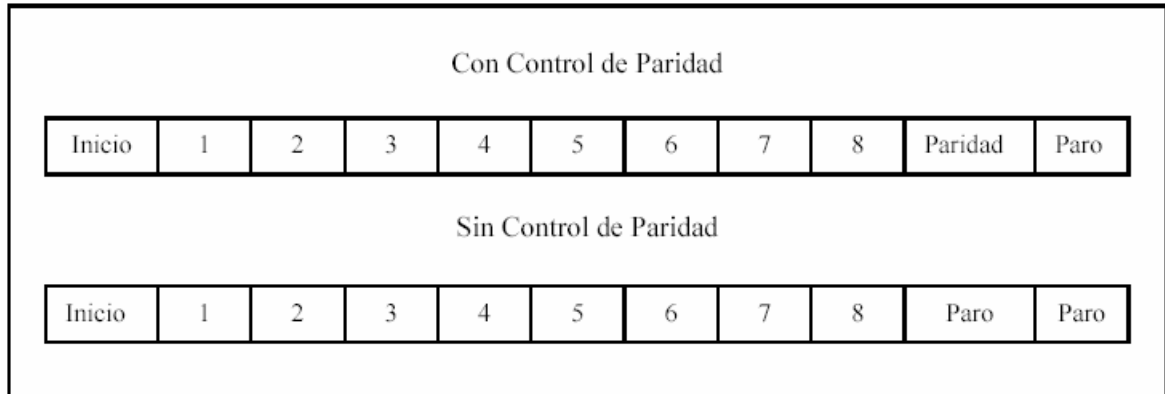 Con Control de Paridad
Inicio 1 2 3 4 5 6 7 8 Paridad Paro
Sin Control de Paridad
Inicio 1 2 3 4 5 6 7 8 Paro Paro